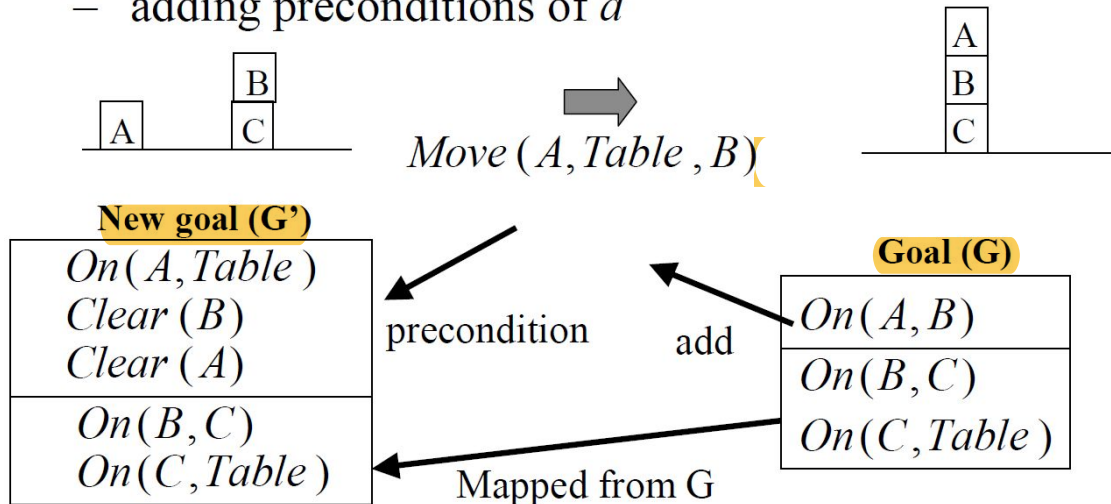 – adding preconditions of a
A
B
C
Move (A, Table , B)
A
B
C
New goal (G’)
On(A,Table )
Clear (B)
Clear (A)
On(B,C)
On(C,Table )
precondition
add
Mapped from G
Goal (G)
On(A,B)
On(B,C)
On(C,Table )